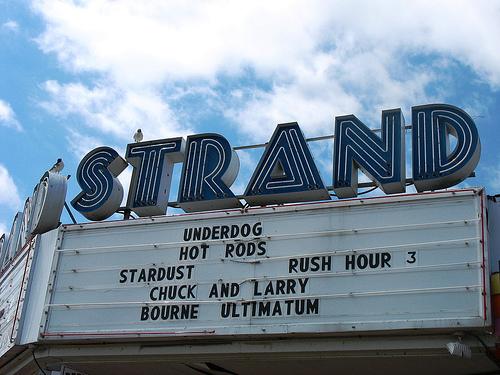 STRAND
UNDERDOG
HOT RODS
STARDUST RUSH HOUR 3
CHUCK AND LARRY
BOURNE ULTIMATUM